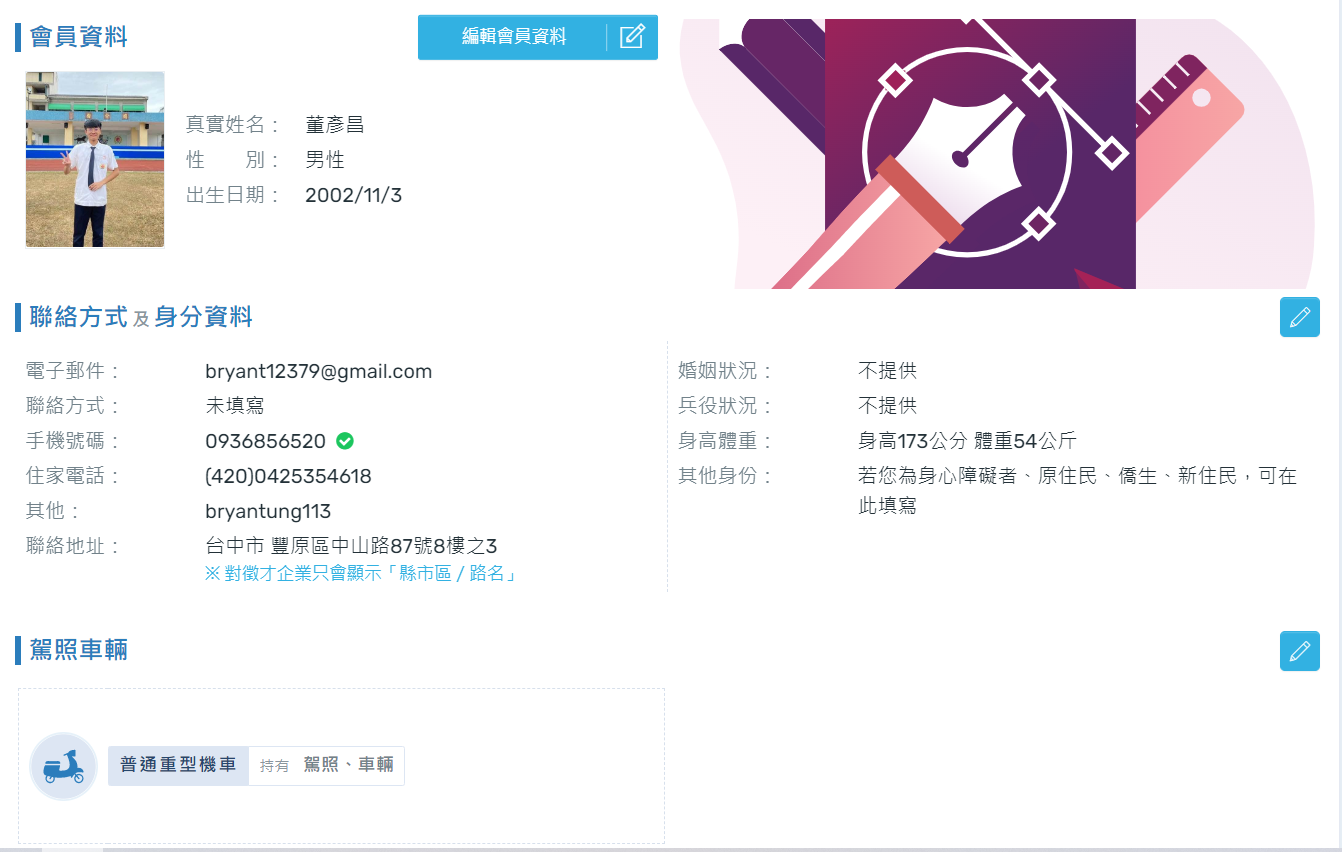 會員資料
編輯會員資料
真實姓名： 董彥昌
性　　別： 男性
出生日期： 2002/11/3
聯絡方式 及 身分資料
電子郵件： bryant12379@gmail.com
聯絡方式： 未填寫
手機號碼： 0936856520
住家電話： (420)0425354618
其他： bryantung113
聯絡地址： 台中市 豐原區中山路87號8樓之3
※ 對徵才企業只會顯示「縣市區 / 路名」
婚姻狀況： 不提供
兵役狀況： 不提供
身高體重： 身高173公分 體重54公斤
其他身份： 若您為身心障礙者、原住民、僑生、新住民，可在
此填寫
駕照車輛
普通重型機車 持有 駕照、車輛